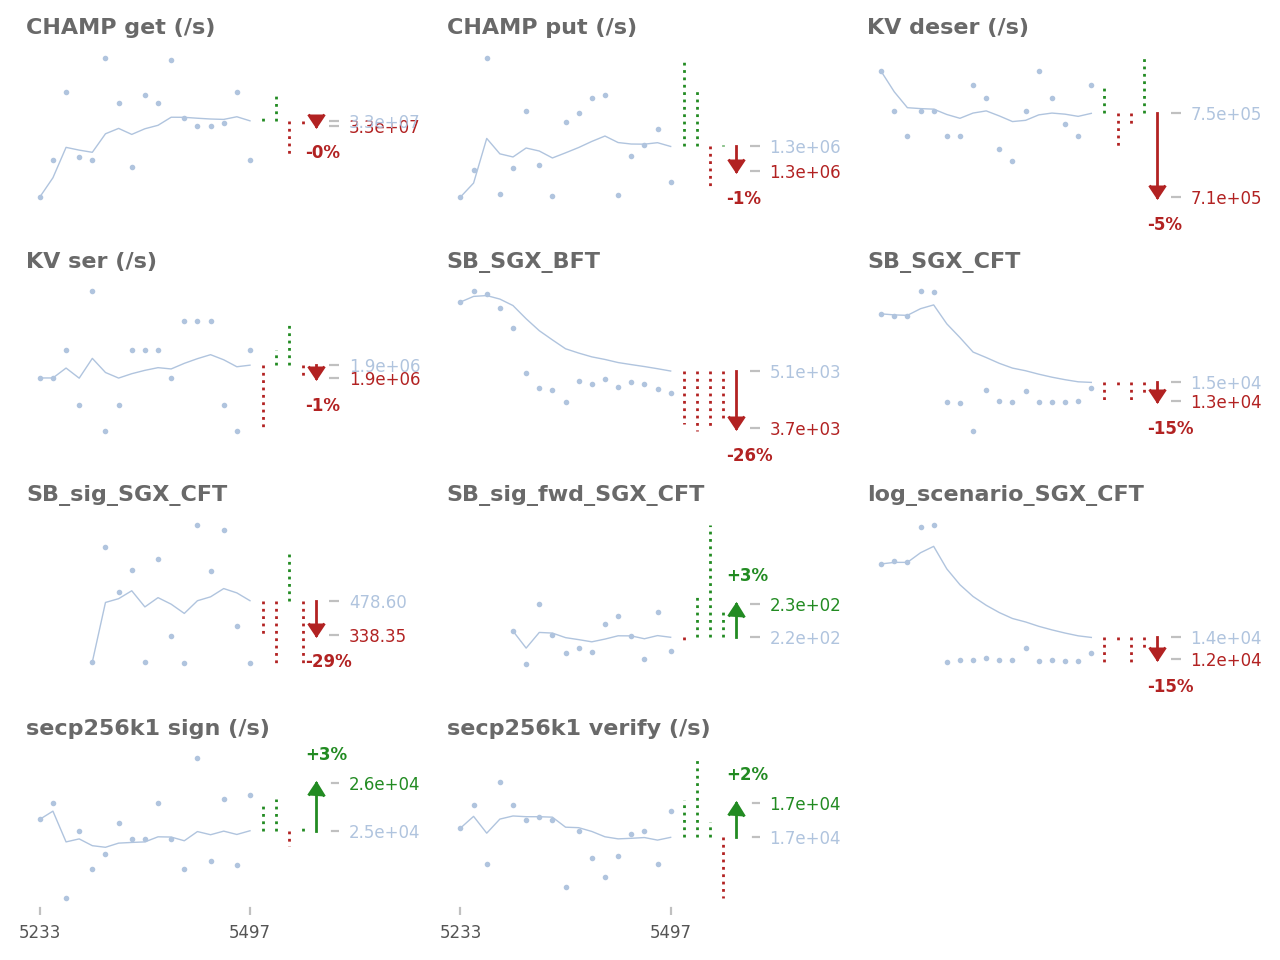 CHAMP get (/s)
3.3e+07
3.3e+07
-0%
CHAMP put (/s)
1.3e+06
1.3e+06
-1%
KV deser (/s)
7.5e+05
7.1e+05
-5%
KV ser (/s)
1.9e+06
1.9e+06
-1%
SB_SGX_BFT
5.1e+03
3.7e+03
-26%
SB_SGX_CFT
1.5e+04
1.3e+04
-15%
SB_sig_SGX_CFT
478.60
338.35
-29%
SB_sig_fwd_SGX_CFT
+3%
2.3e+02
2.2e+02
log_scenario_SGX_CFT
1.4e+04
1.2e+04
-15%
secp256k1 sign (/s)
+3%
2.6e+04
2.5e+04
5233
5497
secp256k1 verify (/s)
+2%
1.7e+04
1.7e+04
5233
5497